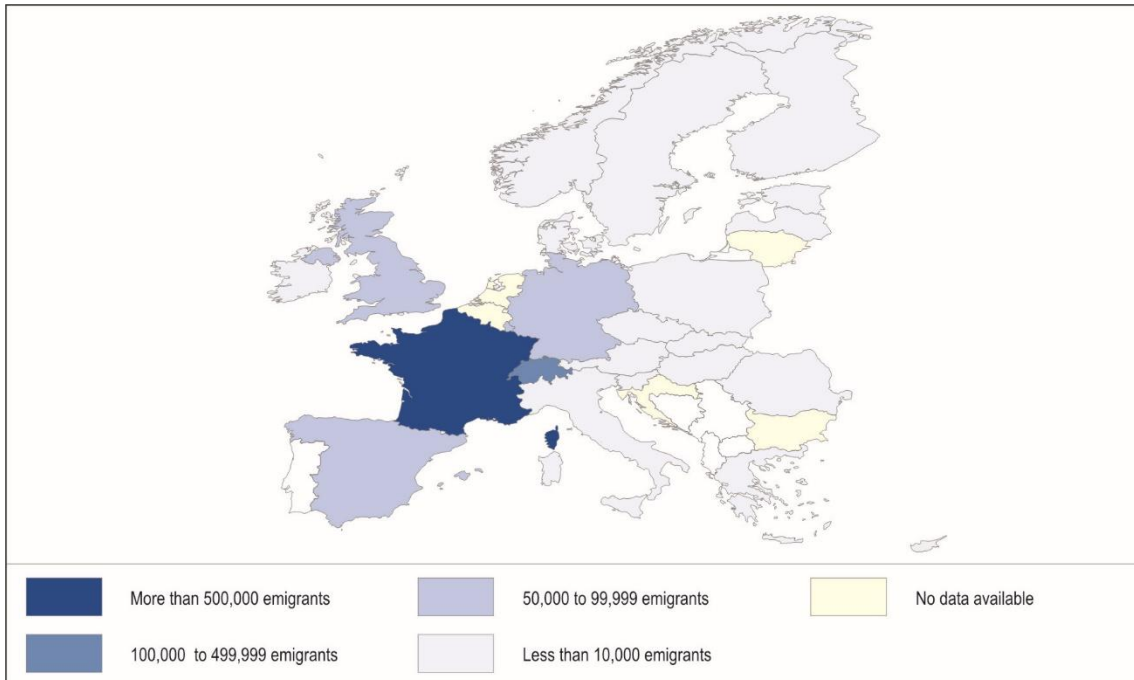 More than 500,000 emigrants
50,000 to 99,999 emigrants
No data available
100,000 to 499,999 emigrants
Less than 10,000 emigrants